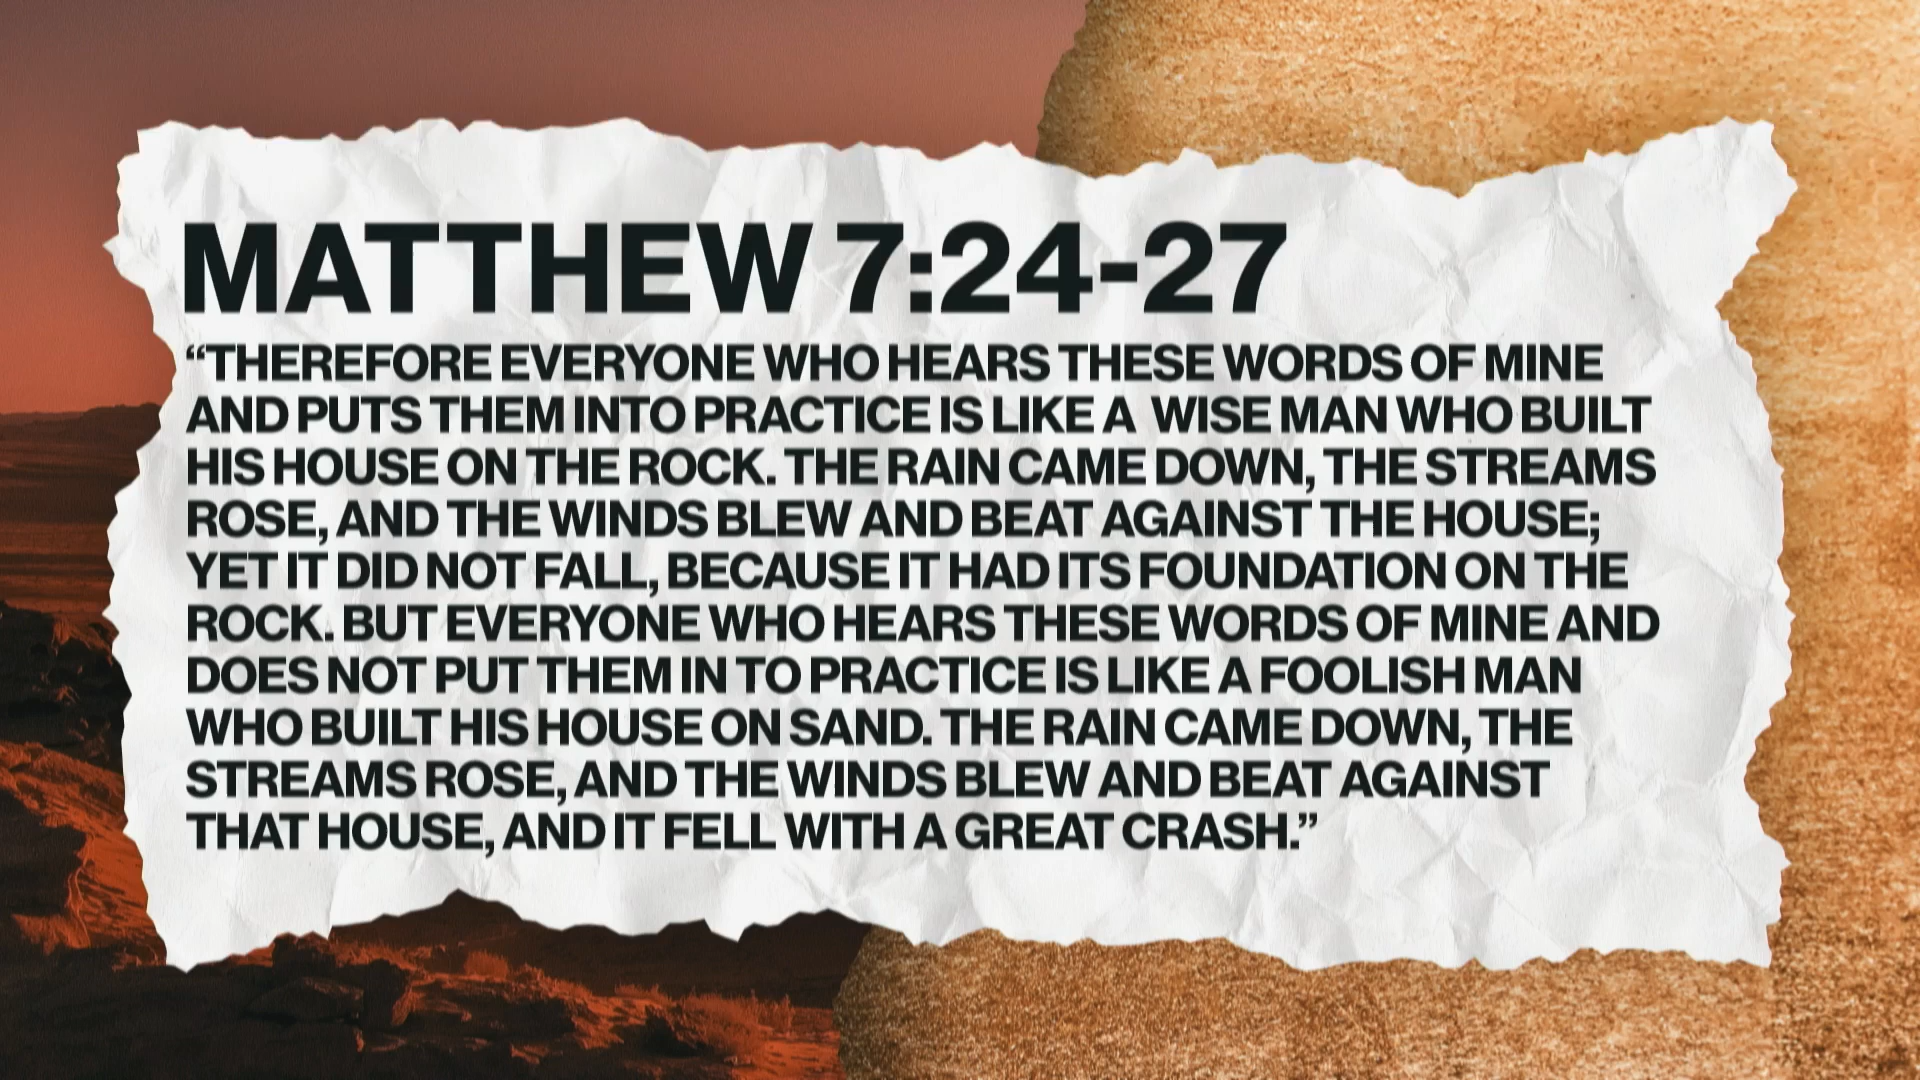 MATTHEW 7:24-27
“THEREFORE EVERYONE WHO HEARS THESE WORDS OF MINE
AND PUTS THEM INTO PRACTICE IS LIKE A WISE MAN WHO BUILT
HIS HOUSE ON THE ROCK. THE RAIN CAME DOWN, THE STREAMS
ROSE, AND THE WINDS BLEW AND BEAT AGAINST THE HOUSE;
YET IT DID NOT FALL, BECAUSE IT HAD ITS FOUNDATION ON THE
ROCK. BUT EVERYONE WHO HEARS THESE WORDS OF MINE AND
DOES NOT PUT THEM IN TO PRACTICE IS LIKE A FOOLISH MAN
WHO BUILT HIS HOUSE ON SAND. THE RAIN CAME DOWN, THE
STREAMS ROSE, AND THE WINDS BLEW AND BEAT AGAINST
THAT HOUSE, AND IT FELL WITH A GREAT CRASH.”